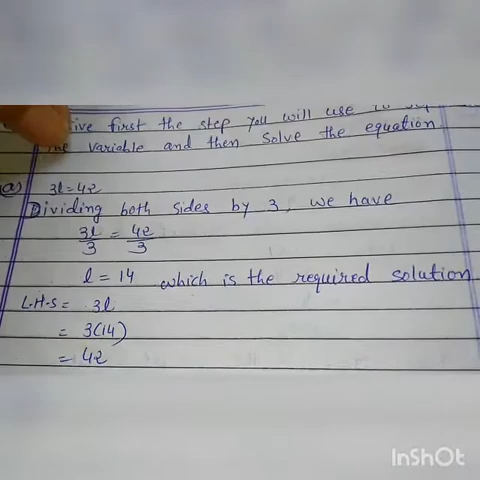 ive first the step you will use to
the variable and then solve the equation
(a) 3l = 42
Dividing both sides by 3, we have
3l/3 = 42/3
l = 14 which is the required solution
L.H.S = 3l
= 3(14)
= 42
InShOt